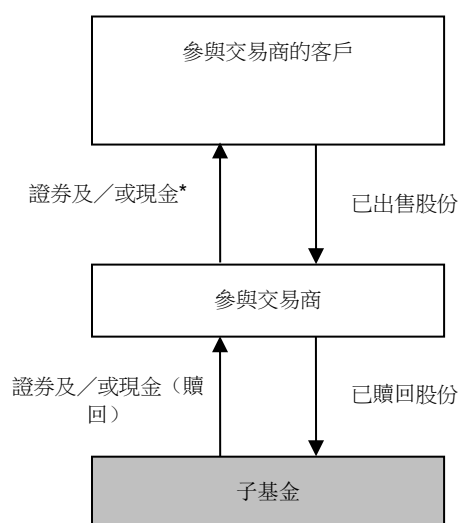 參與交易商的客戶
證券及／或現金*
已出售股份
參與交易商
證券及／或現金（贖
回）
已贖回股份
子基金